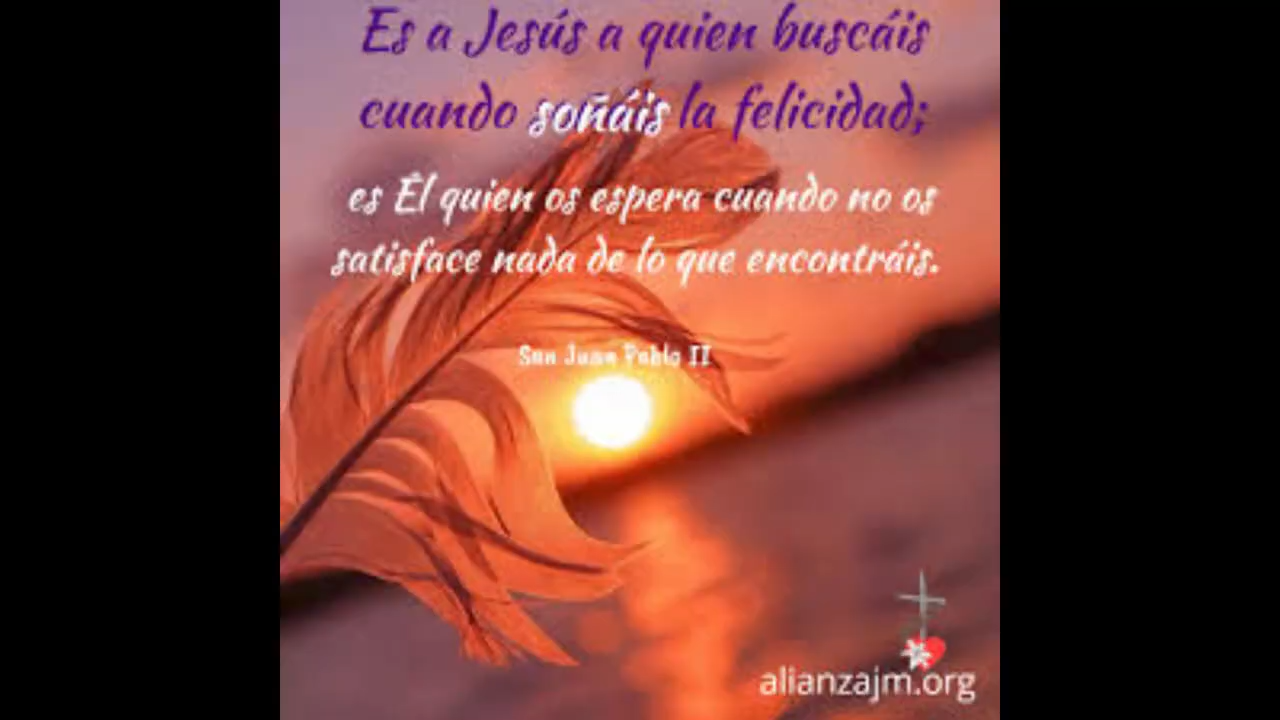 Es a Jesús a quien buscáis
cuando soñáis la felicidad;
es Él quien os espera cuando no os
satisface nada de lo que encontráis.
San Juan Pablo II
alianzajm.org